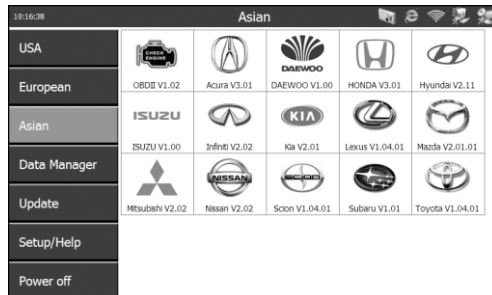 10:16:38
Asian
USA
European
Asian
Data Manager
Update
Setup/Help
Power off
CHECK ENGINE
DAEWOO
OBDII V1.02
Acura V3.01
DAEWOO V1.00
HONDA V3.01
Hyundai V2.11
ISUZU
KIA
ISUZU V1.00
Infiniti V2.02
Kia V2.01
Lexus V1.04.01
Mazda V2.01.01
NISSAN
SCION
Mitsubishi V2.02
Nissan V2.02
Scion V1.04.01
Subaru V1.01
Toyota V1.04.01